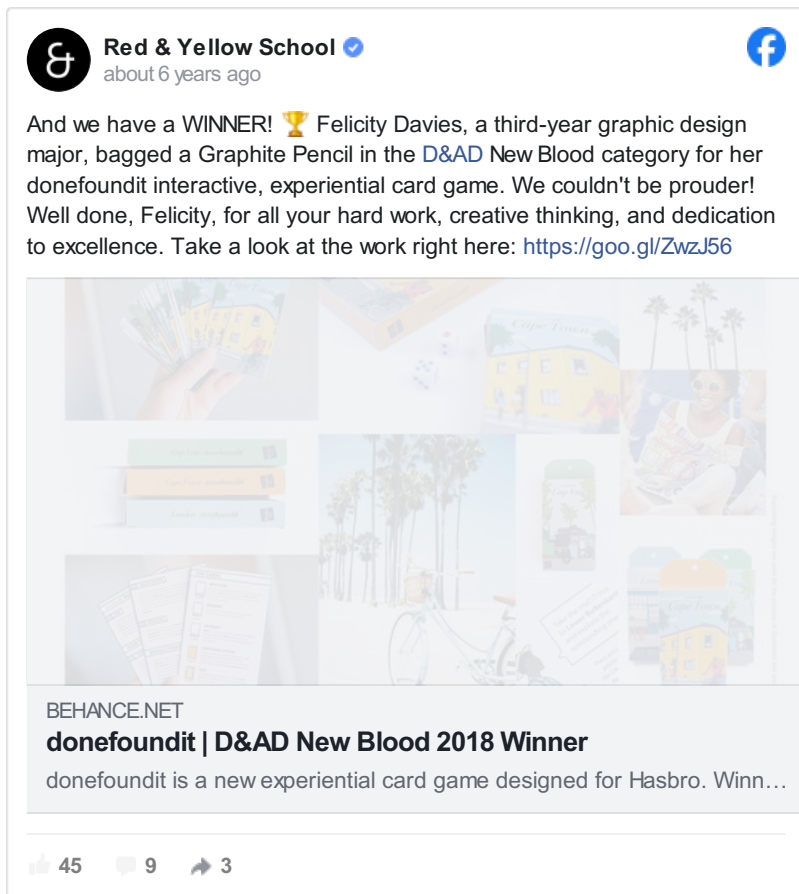 Red & Yellow School
about 6 years ago
And we have a WINNER! 🏆 Felicity Davies, a third-year graphic design
major, bagged a Graphite Pencil in the D&AD New Blood category for her
donefoundit interactive, experiential card game. We couldn't be prouder!
Well done, Felicity, for all your hard work, creative thinking, and dedication
to excellence. Take a look at the work right here: https://goo.gl/ZwzJ56
Cape Town
Cape Town
BEHANCE.NET
donefoundit | D&AD New Blood 2018 Winner
donefoundit is a new experiential card game designed for Hasbro. Winn…
45 9 3